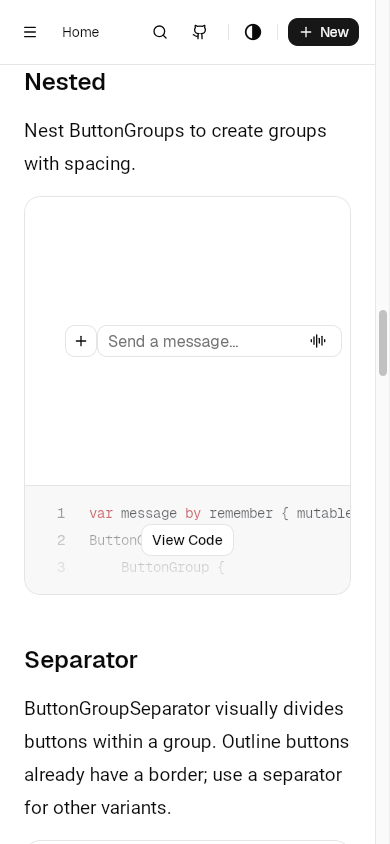 Home
New
Nested
Nest ButtonGroups to create groups
with spacing.
Send a message...
1 var message by remember { mutable
2 ButtonG
View Code
3 ButtonGroup {
Separator
ButtonGroupSeparator visually divides
buttons within a group. Outline buttons
already have a border; use a separator
for other variants.